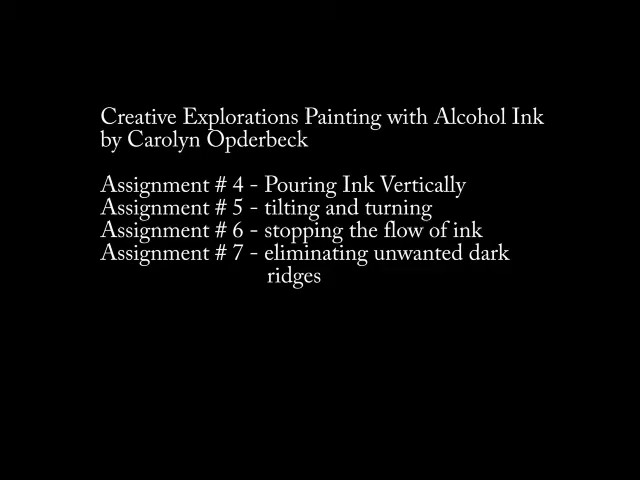 Creative Explorations Painting with Alcohol Ink
by Carolyn Opderbeck
Assignment # 4 - Pouring Ink Vertically
Assignment # 5 - tilting and turning
Assignment # 6 - stopping the flow of ink
Assignment # 7 - eliminating unwanted dark
ridges